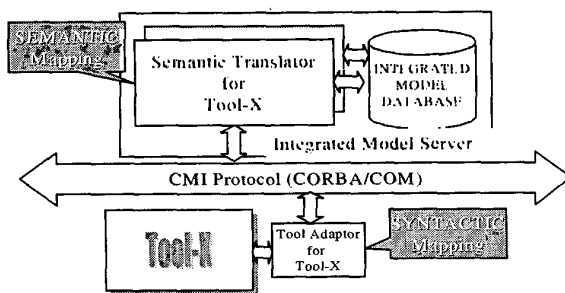 SEMANTIC
Mapping
Semantic Translator
for
Tool-X
INTEGRATED
MODEL
DATABASE
Integrated Model Server
CMI Protocol (CORBA/COM)
Tool-X
Tool Adaptor
for
Tool-X
SYNTACTIC
Mapping